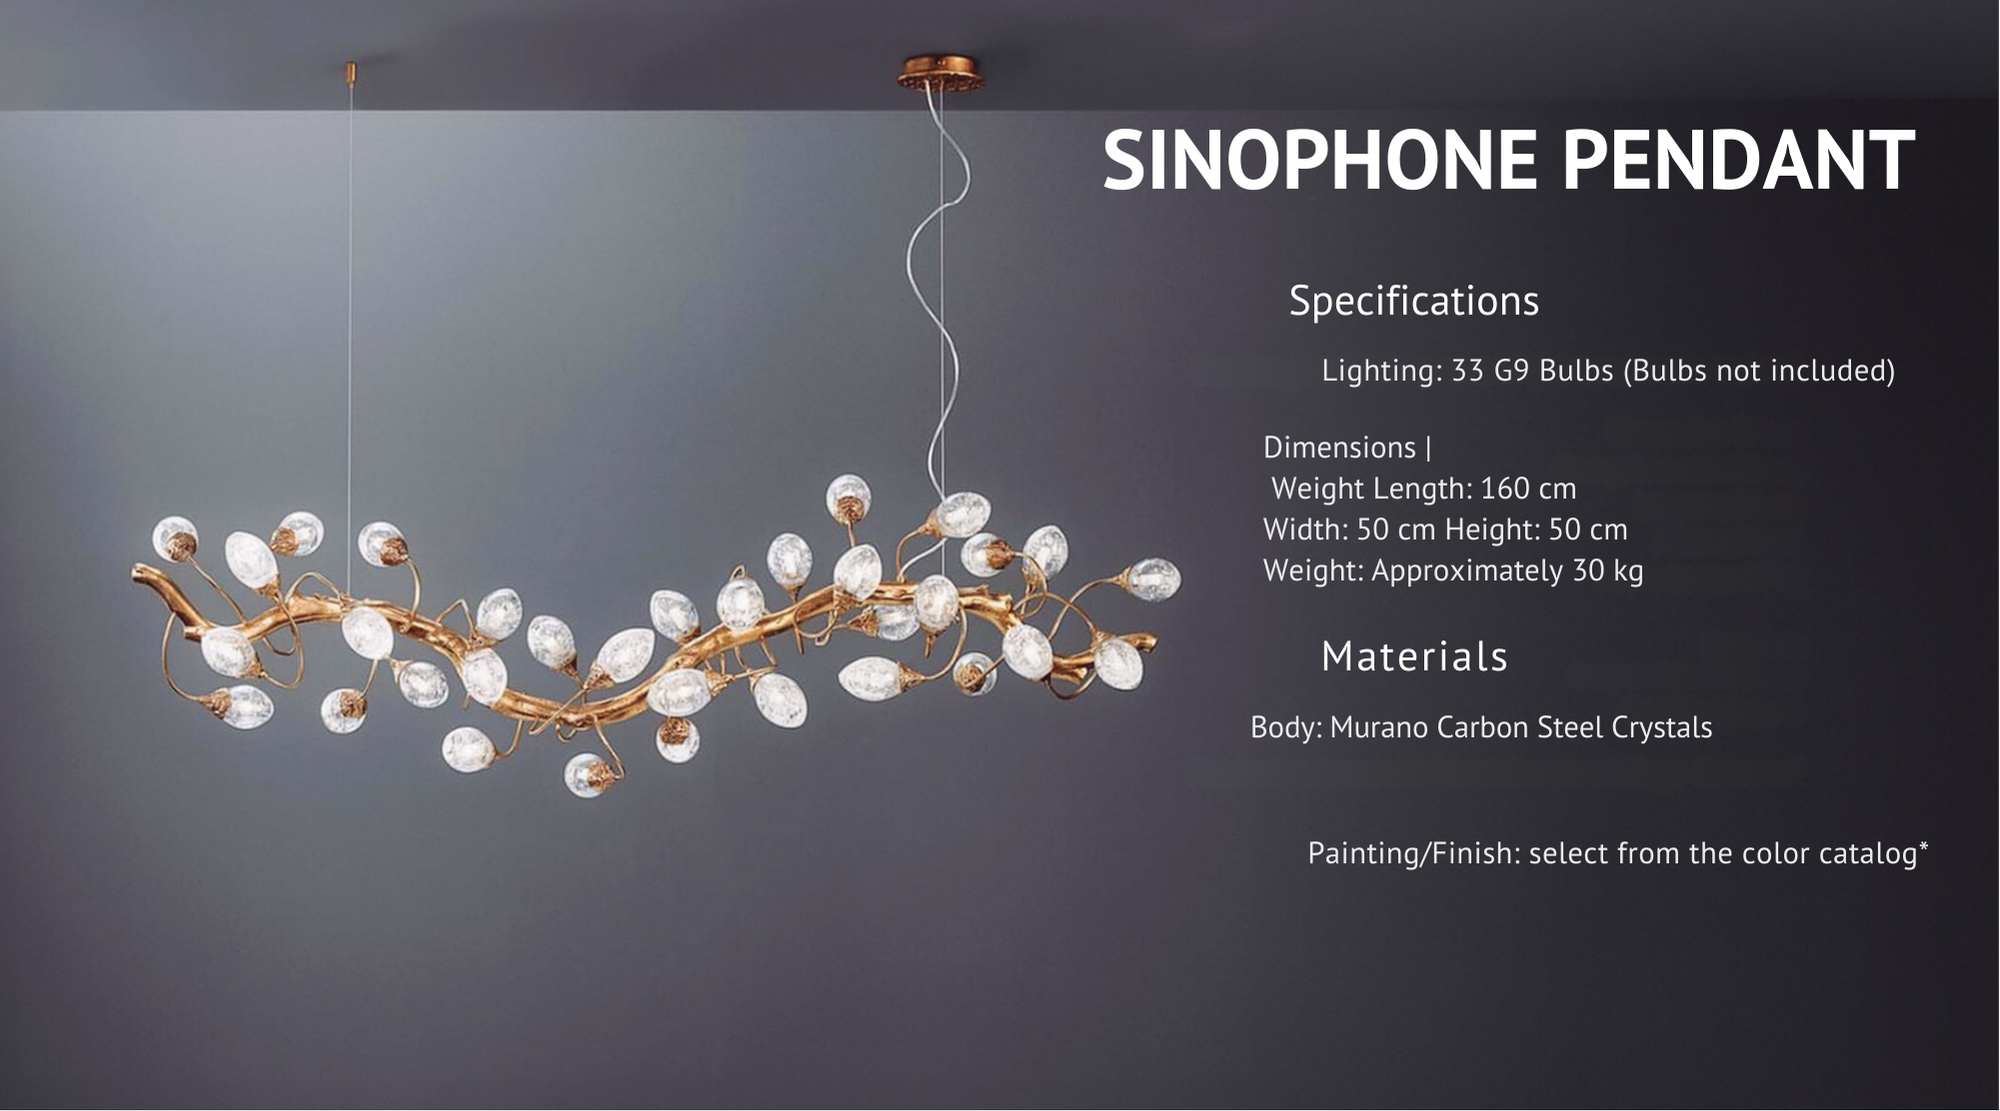 SINOPHONE PENDANT
Specifications
Lighting: 33 G9 Bulbs (Bulbs not included)
Dimensions |
Weight Length: 160 cm
Width: 50 cm Height: 50 cm
Weight: Approximately 30 kg
Materials
Body: Murano Carbon Steel Crystals
Painting/Finish: select from the color catalog*